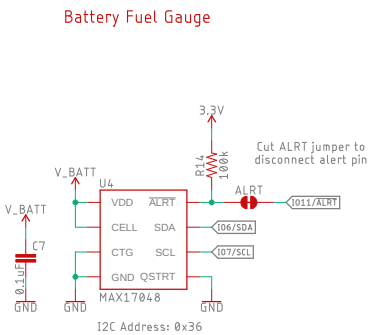 Battery Fuel Gauge
3.3V
R14
100k
Cut ALRT jumper to
disconnect alert pin
V_BATT
U4
ALRT
VDD
ALRT
IO11/ALRT
V_BATT
CELL
SDA
IO6/SDA
C7
0.1uF
CTG
SCL
IO7/SCL
GND
QSTRT
MAX17048
GND
GND
GND
I2C Address: 0x36